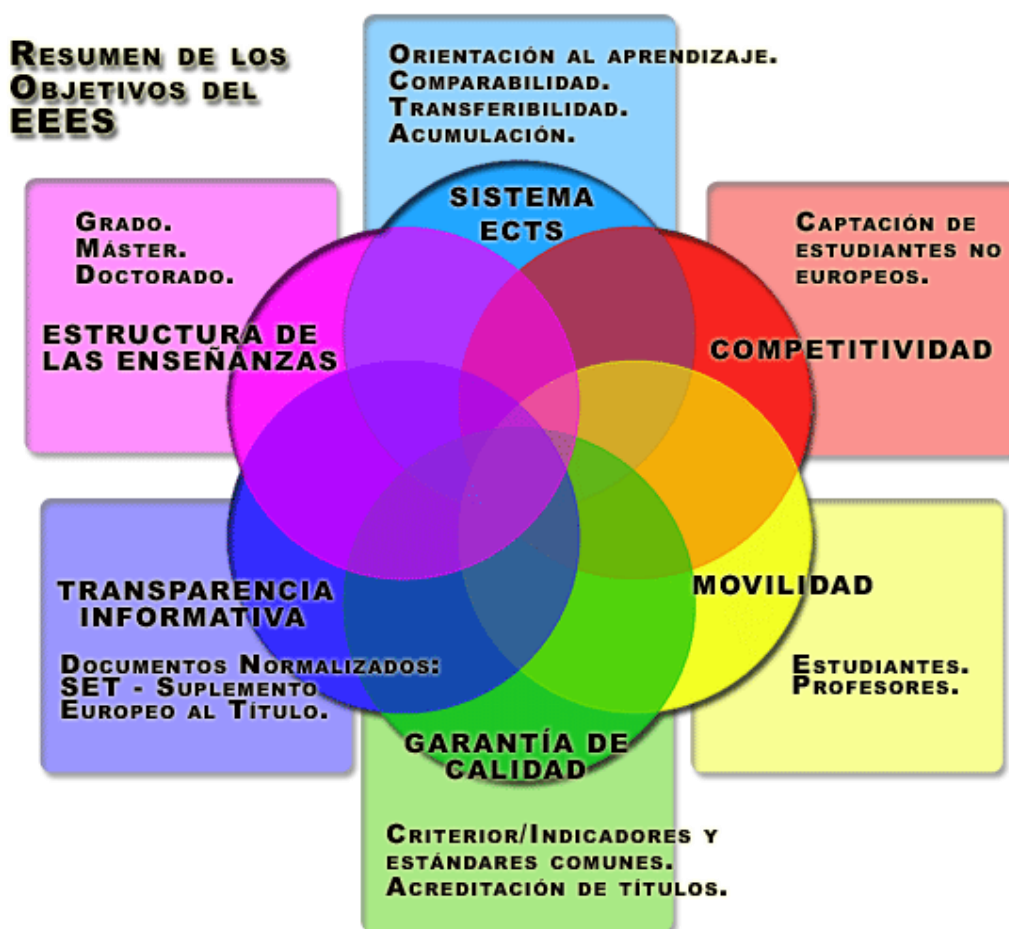 Resumen de los
Objetivos del
EEES
Orientación al aprendizaje.
Comparabilidad.
Transferibilidad.
Acumulación.
SISTEMA
ECTS
Grado.
Máster.
Doctorado.
ESTRUCTURA DE
LAS ENSEÑANZAS
Captación de
estudiantes no
europeos.
COMPETITIVIDAD
TRANSPARENCIA
INFORMATIVA
Documentos Normalizados:
SET - Suplemento
Europeo al Título.
MOVILIDAD
Estudiantes.
Profesores.
GARANTÍA DE
CALIDAD
Criterior/Indicadores y
estándares comunes.
Acreditación de títulos.